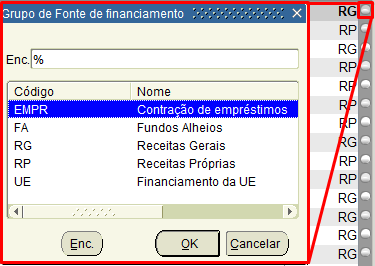 Grupo de Fonte de financiamento
Enc. %
Código Nome
EMPR Contração de empréstimos
FA Fundos Alheios
RG Receitas Gerais
RP Receitas Próprias
UE Financiamento da UE
Enc. OK Cancelar
RG
RP
RG
RP
RP
RP
RG
RP
RP
RP
RG
RG
RG
RP